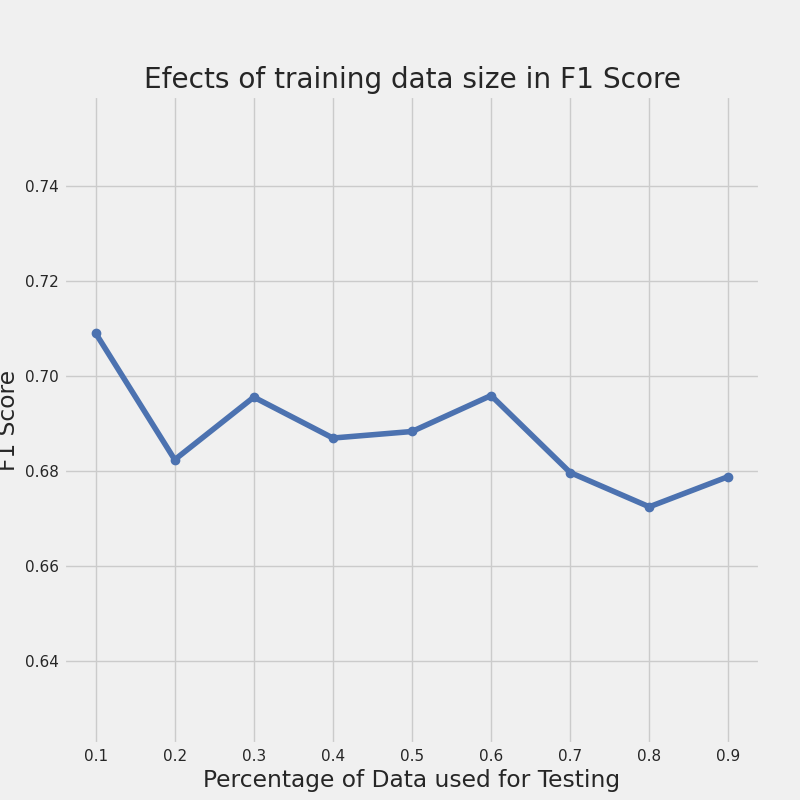 Efects of training data size in F1 Score
F1 Score
0.74
0.72
0.70
0.68
0.66
0.64
0.1 0.2 0.3 0.4 0.5 0.6 0.7 0.8 0.9
Percentage of Data used for Testing